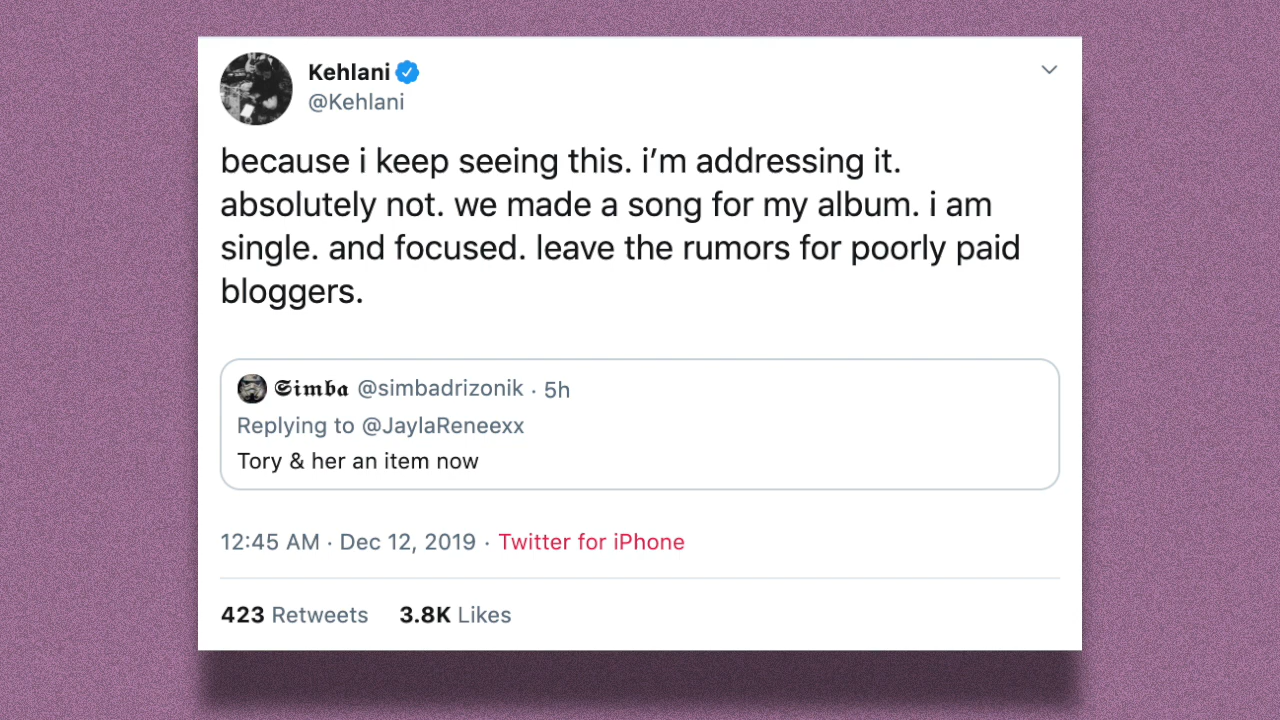 Kehlani
@Kehlani
because i keep seeing this. i’m addressing it.
absolutely not. we made a song for my album. i am
single. and focused. leave the rumors for poorly paid
bloggers.
𝕾𝖎𝖒𝖇𝖆 @simbadrizonik · 5h
Replying to @JaylaReneexx
Tory & her an item now
12:45 AM · Dec 12, 2019 · Twitter for iPhone
423 Retweets 3.8K Likes